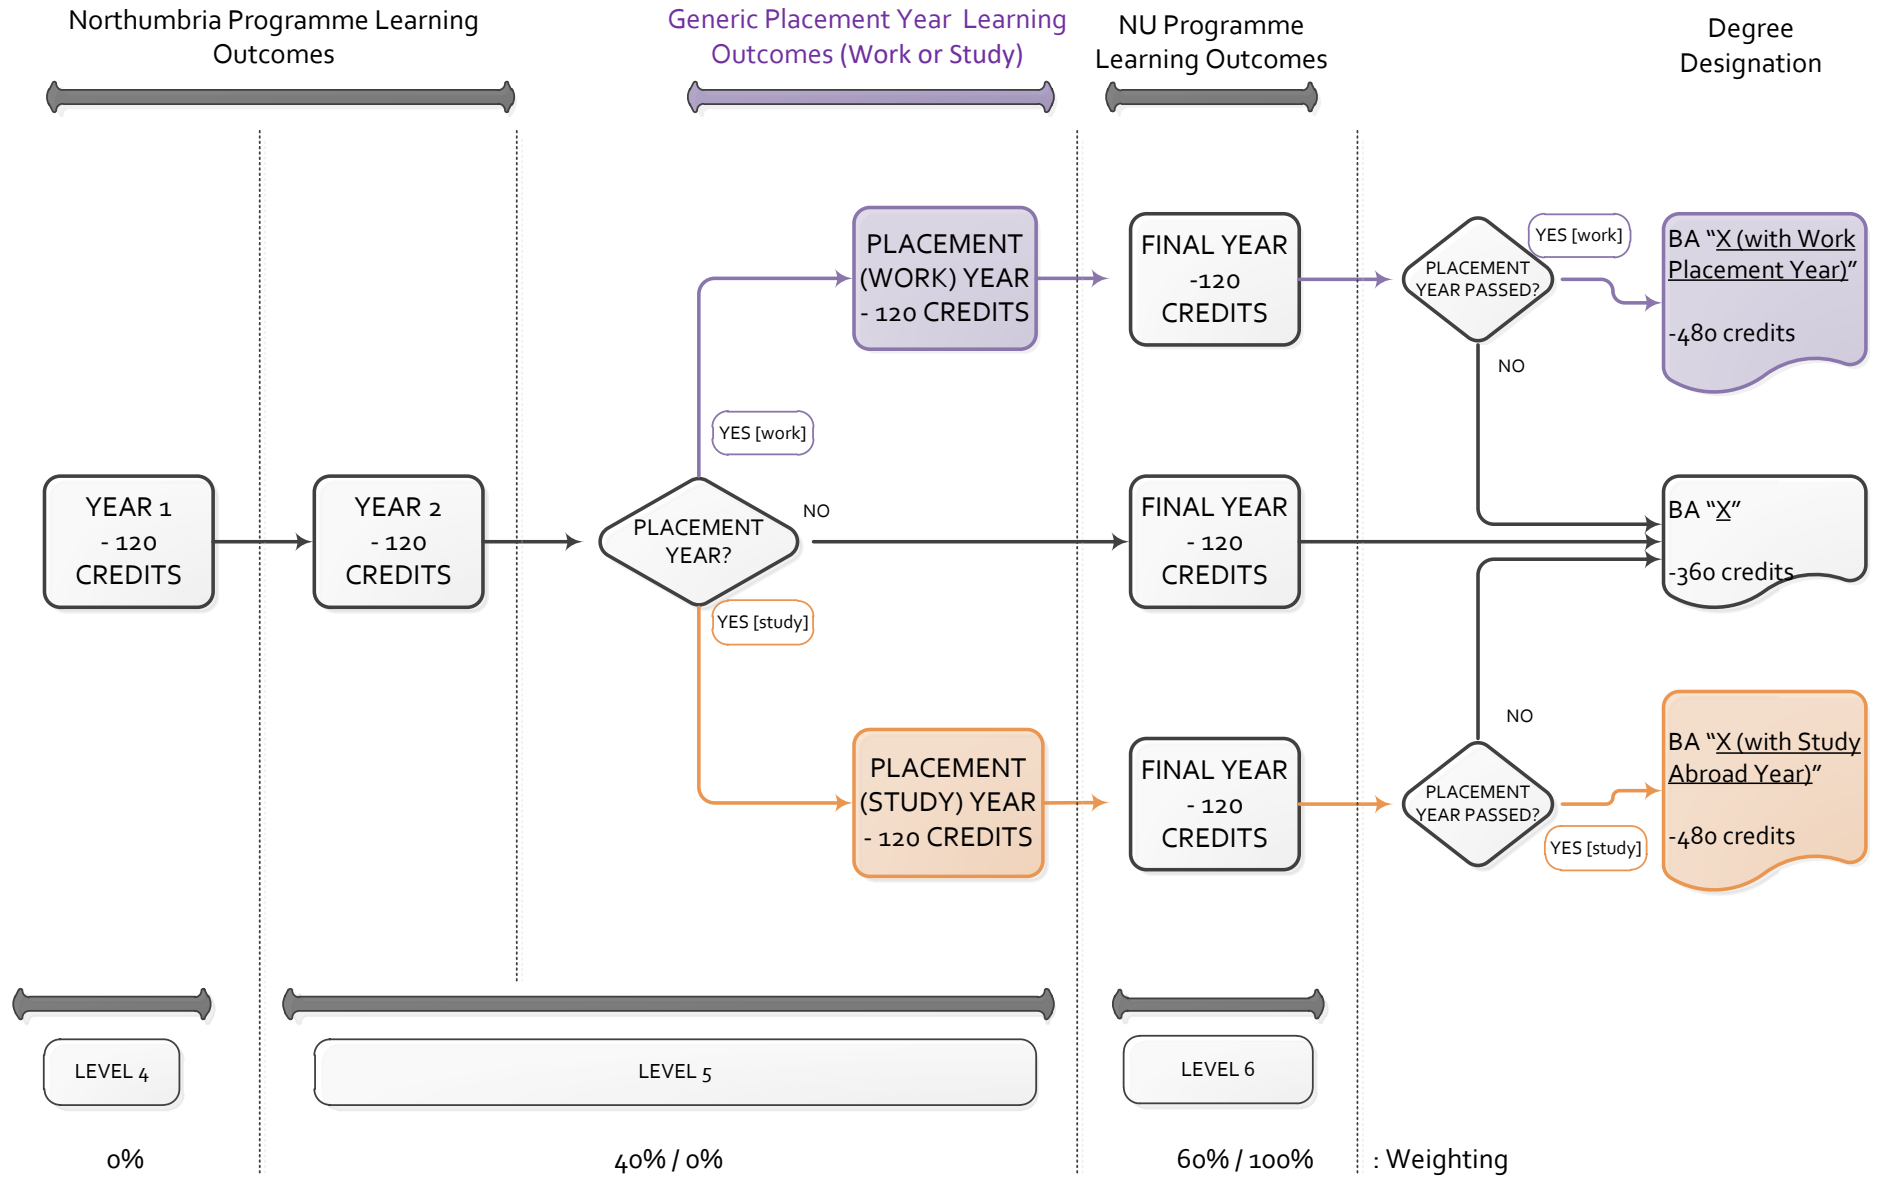 Northumbria Programme Learning
Outcomes
Generic Placement Year Learning
Outcomes (Work or Study)
NU Programme
Learning Outcomes
Degree
Designation
PLACEMENT
(WORK) YEAR
- 120 CREDITS
FINAL YEAR
-120
CREDITS
PLACEMENT
YEAR PASSED?
YES [work]
BA “X (with Work
Placement Year)”
-480 credits
NO
YES [work]
YEAR 1
- 120
CREDITS
YEAR 2
- 120
CREDITS
PLACEMENT
YEAR?
NO
FINAL YEAR
- 120
CREDITS
BA “X”
-360 credits
YES [study]
PLACEMENT
(STUDY) YEAR
- 120 CREDITS
FINAL YEAR
- 120
CREDITS
NO
PLACEMENT
YEAR PASSED?
YES [study]
BA “X (with Study
Abroad Year)”
-480 credits
LEVEL 4
LEVEL 5
LEVEL 6
0%
40% / 0%
60% / 100%
: Weighting